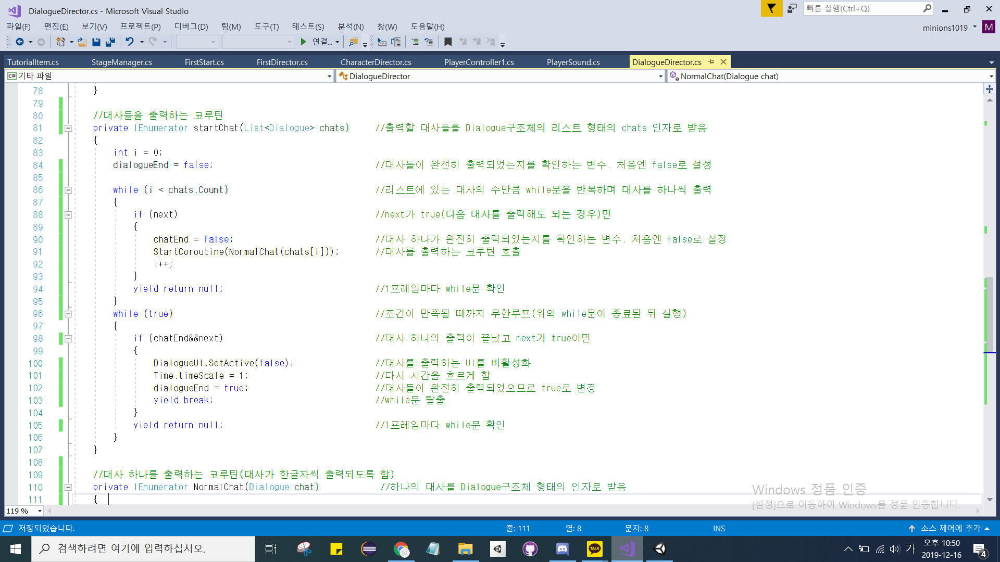 DialogueDirector.cs - Microsoft Visual Studio
빠른 실행(Ctrl+Q)
파일(F) 편집(E) 보기(V) 프로젝트(P) 디버그(D) 팀(M) 도구(T) 테스트(S) 분석(N) 창(W) 도움말(H)
minions1019 M
연결...
TutorialItem.cs StageManager.cs FirstStart.cs FirstDirector.cs CharacterDirector.cs PlayerController1.cs PlayerSound.cs DialogueDirector.cs
C# 기타 파일 DialogueDirector NormalChat(Dialogue chat)
78 }
79
80 //대사들을 출력하는 코루틴
81 private IEnumerator startChat(List<Dialogue> chats) //출력할 대사들를 Dialogue구조체의 리스트 형태의 chats 인자로 받음
82 {
83 int i = 0;
84 dialogueEnd = false; //대사들이 완전히 출력되었는지를 확인하는 변수. 처음엔 false로 설정
85
86 while (i < chats.Count) //리스트에 있는 대사의 수만큼 while문을 반복하며 대사를 하나씩 출력
87 {
88 if (next) //next가 true(다음 대사를 출력해도 되는 경우)면
89 {
90 chatEnd = false; //대사 하나가 완전히 출력되었는지를 확인하는 변수. 처음엔 false로 설정
91 StartCoroutine(NormalChat(chats[i])); //대사를 출력하는 코루틴 호출
92 i++;
93 }
94 yield return null; //1프레임마다 while문 확인
95 }
96 while (true) //조건이 만족될 때까지 무한루프(위의 while문이 종료된 뒤 실행)
97 {
98 if (chatEnd&&next) //대사 하나의 출력이 끝났고 next가 true이면
99 {
100 DialogueUI.SetActive(false); //대사를 출력하는 UI를 비활성화
101 Time.timeScale = 1; //다시 시간을 흐르게 함
102 dialogueEnd = true; //대사들이 완전히 출력되었으므로 true로 변경
103 yield break; //while문 탈출
104 }
105 yield return null; //1프레임마다 while문 확인
106 }
107 }
108
109 //대사 하나를 출력하는 코루틴(대사가 한글자씩 출력되도록 함)
110 private IEnumerator NormalChat(Dialogue chat) //하나의 대사를 Dialogue구조체 형태의 인자로 받음
111 {
Windows 정품 인증
[설정]으로 이동하여 Windows를 정품 인증합니다.
119 %
저장되었습니다. 줄: 111 열: 8 문자: 8 INS 소스 제어에 추가
검색하려면 여기에 입력하십시오.
TALK
가
오후 10:50
2019-12-16
4